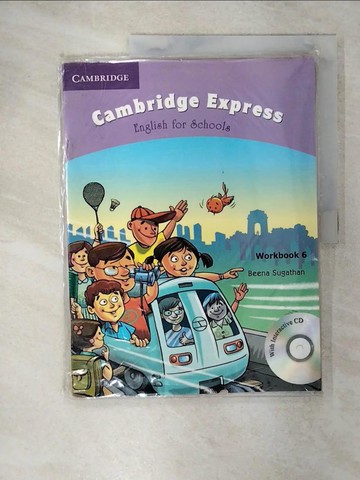 CAMBRIDGE
Cambridge Express
English for Schools
Workbook 6
Beena Sugathan
With Interactive CD